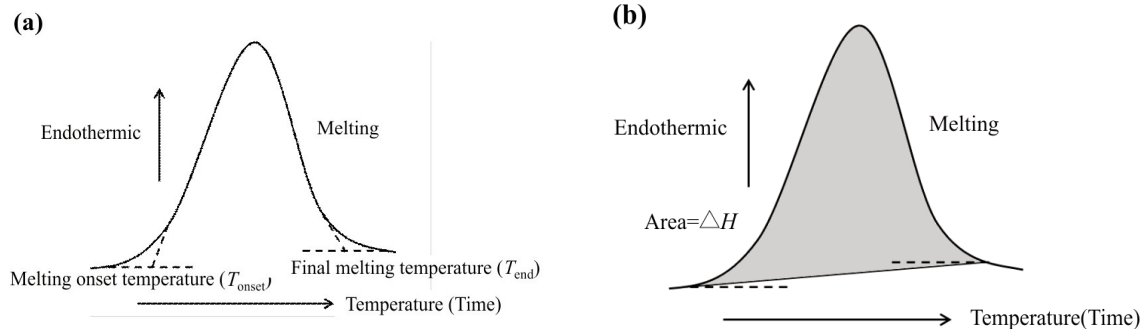 (a)
Endothermic
Melting
Melting onset temperature (Tonset,
Final melting temperature (Tend)
Temperature (Time)
(b)
Endothermic
Melting
Area=△H
Temperature(Time)